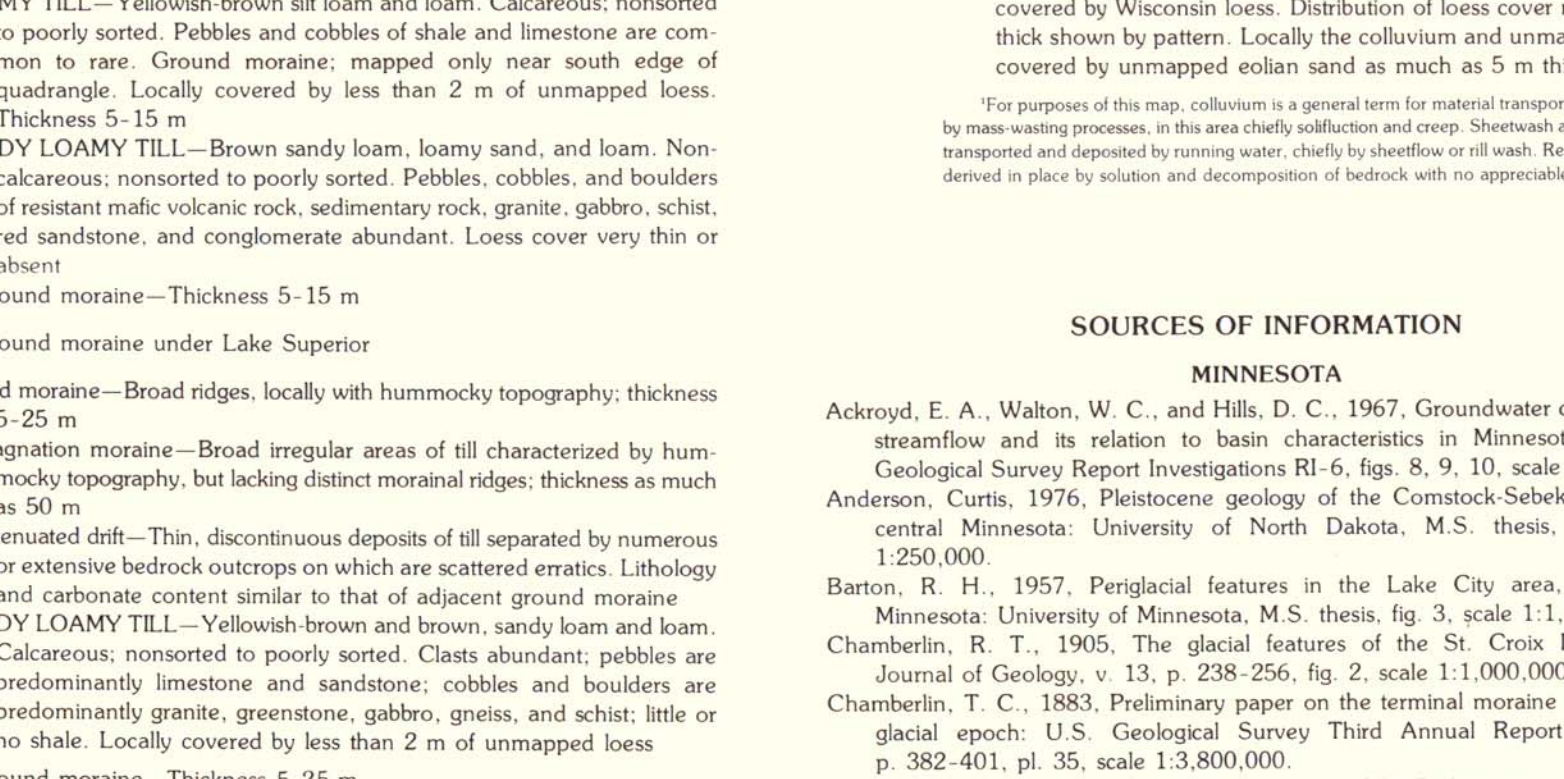 MY TILL—Yellowish-brown silt loam and loam. Calcareous; nonsorted
to poorly sorted. Pebbles and cobbles of shale and limestone are com-
mon to rare. Ground moraine; mapped only near south edge of
quadrangle. Locally covered by less than 2 m of unmapped loess.
Thickness 5-15 m
DY LOAMY TILL—Brown sandy loam, loamy sand, and loam. Non-
calcareous; nonsorted to poorly sorted. Pebbles, cobbles, and boulders
of resistant mafic volcanic rock, sedimentary rock, granite, gabbro, schist,
red sandstone, and conglomerate abundant. Loess cover very thin or
absent
ound moraine—Thickness 5-15 m
ound moraine under Lake Superior
d moraine—Broad ridges, locally with hummocky topography; thickness
5-25 m
agnation moraine—Broad irregular areas of till characterized by hum-
mocky topography, but lacking distinct morainal ridges; thickness as much
as 50 m
enuated drift—Thin, discontinuous deposits of till separated by numerous
or extensive bedrock outcrops on which are scattered erratics. Lithology
and carbonate content similar to that of adjacent ground moraine
DY LOAMY TILL—Yellowish-brown and brown, sandy loam and loam.
Calcareous; nonsorted to poorly sorted. Clasts abundant; pebbles are
predominantly limestone and sandstone; cobbles and boulders are
predominantly granite, greenstone, gabbro, gneiss, and schist; little or
no shale. Locally covered by less than 2 m of unmapped loess
ound moraine—Thickness 5-25 m
covered by Wisconsin loess. Distribution of loess cover
thick shown by pattern. Locally the colluvium and unma
covered by unmapped eolian sand as much as 5 m thi
¹For purposes of this map, colluvium is a general term for material transpor
by mass-wasting processes, in this area chiefly solifluction and creep. Sheetwash a
transported and deposited by running water, chiefly by sheetflow or rill wash. Re
derived in place by solution and decomposition of bedrock with no appreciable
SOURCES OF INFORMATION
MINNESOTA
Ackroyd, E. A., Walton, W. C., and Hills, D. C., 1967, Groundwater
streamflow and its relation to basin characteristics in Minnesot
Geological Survey Report Investigations RI-6, figs. 8, 9, 10, scale
Anderson, Curtis, 1976, Pleistocene geology of the Comstock-Sebek
central Minnesota: University of North Dakota, M.S. thesis,
1:250,000.
Barton, R. H., 1957, Periglacial features in the Lake City area,
Minnesota: University of Minnesota, M.S. thesis, fig. 3, scale 1:1,
Chamberlin, R. T., 1905, The glacial features of the St. Croix
Journal of Geology, v. 13, p. 238-256, fig. 2, scale 1:1,000,000
Chamberlin, T. C., 1883, Preliminary paper on the terminal moraine
glacial epoch: U.S. Geological Survey Third Annual Report
p. 382-401, pl. 35, scale 1:3,800,000.